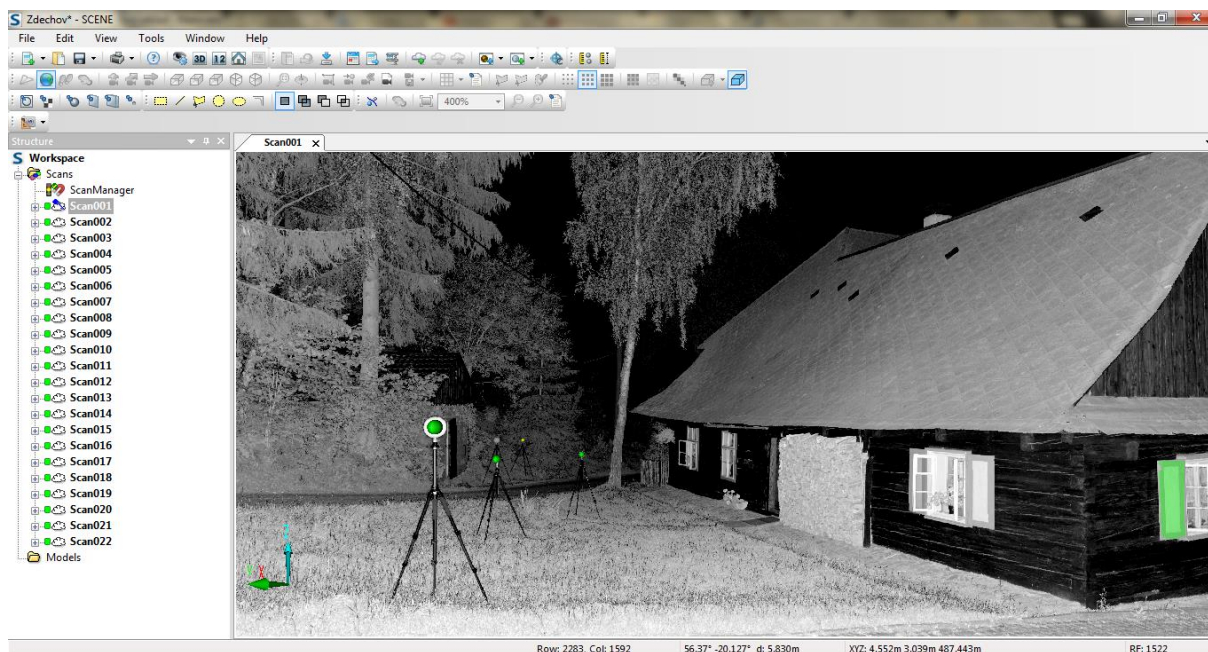 S Zdechov* - SCENE
File Edit View Tools Window Help
3D 12
400%
Structure
Scan001 x
S Workspace
Scans
ScanManager
Scan001
Scan002
Scan003
Scan004
Scan005
Scan006
Scan007
Scan008
Scan009
Scan010
Scan011
Scan012
Scan013
Scan014
Scan015
Scan016
Scan017
Scan018
Scan019
Scan020
Scan021
Scan022
Models
X
Row: 2283, Col: 1592 56.37° -20.127° d: 5.830m XYZ: 4.552m 3.039m 487.443m RF: 1522